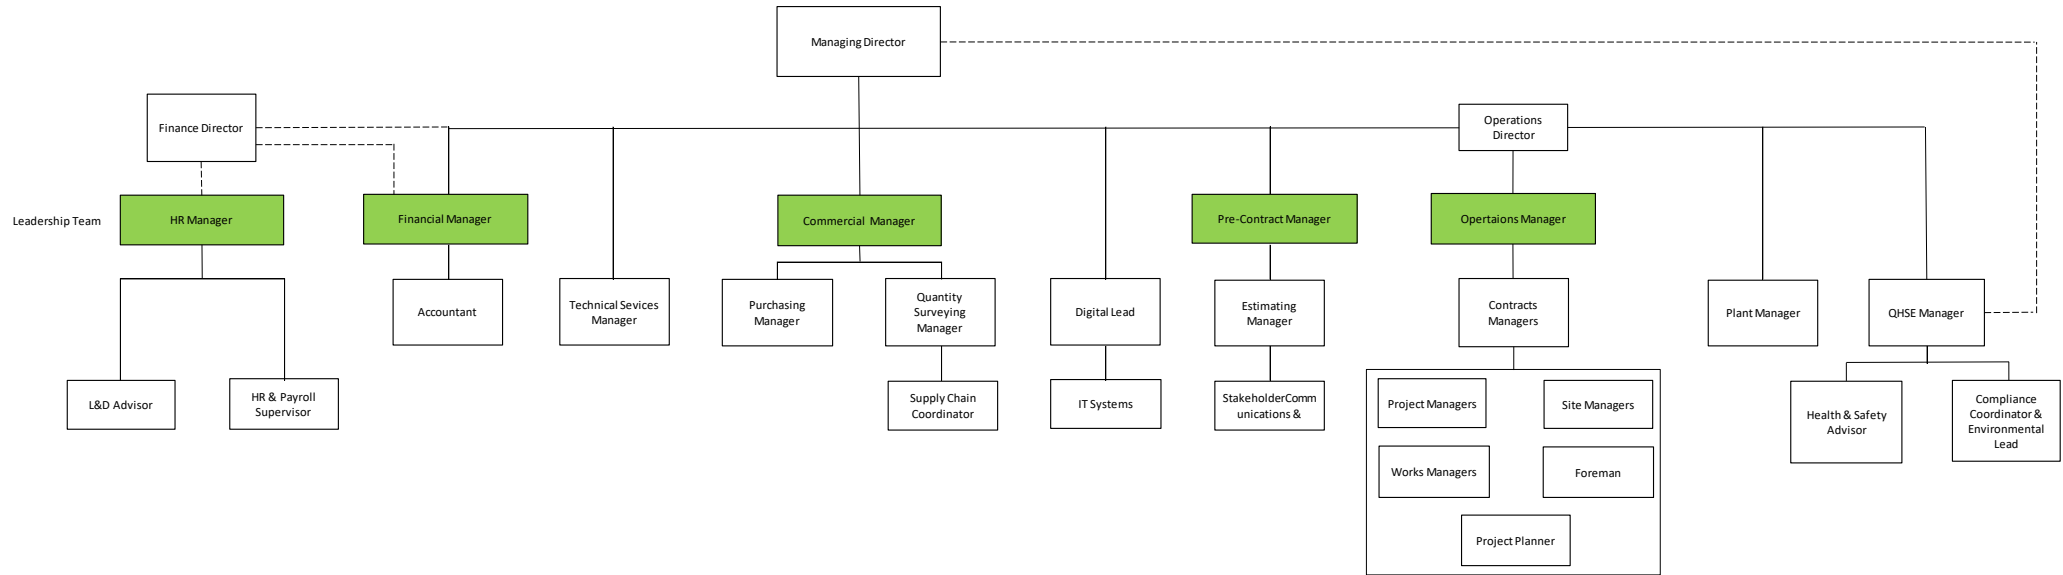 Managing Director
Finance Director
Operations
Director
Leadership Team
HR Manager
Financial Manager
Commercial Manager
Pre-Contract Manager
Opertaions Manager
Accountant
Technical Sevices
Manager
Purchasing
Manager
Quantity
Surveying
Manager
Digital Lead
Estimating
Manager
Contracts
Managers
Plant Manager
QHSE Manager
L&D Advisor
HR & Payroll
Supervisor
Supply Chain
Coordinator
IT Systems
StakeholderComm
unications &
Project Managers
Site Managers
Works Managers
Foreman
Project Planner
Health & Safety
Advisor
Compliance
Coordinator &
Environmental
Lead